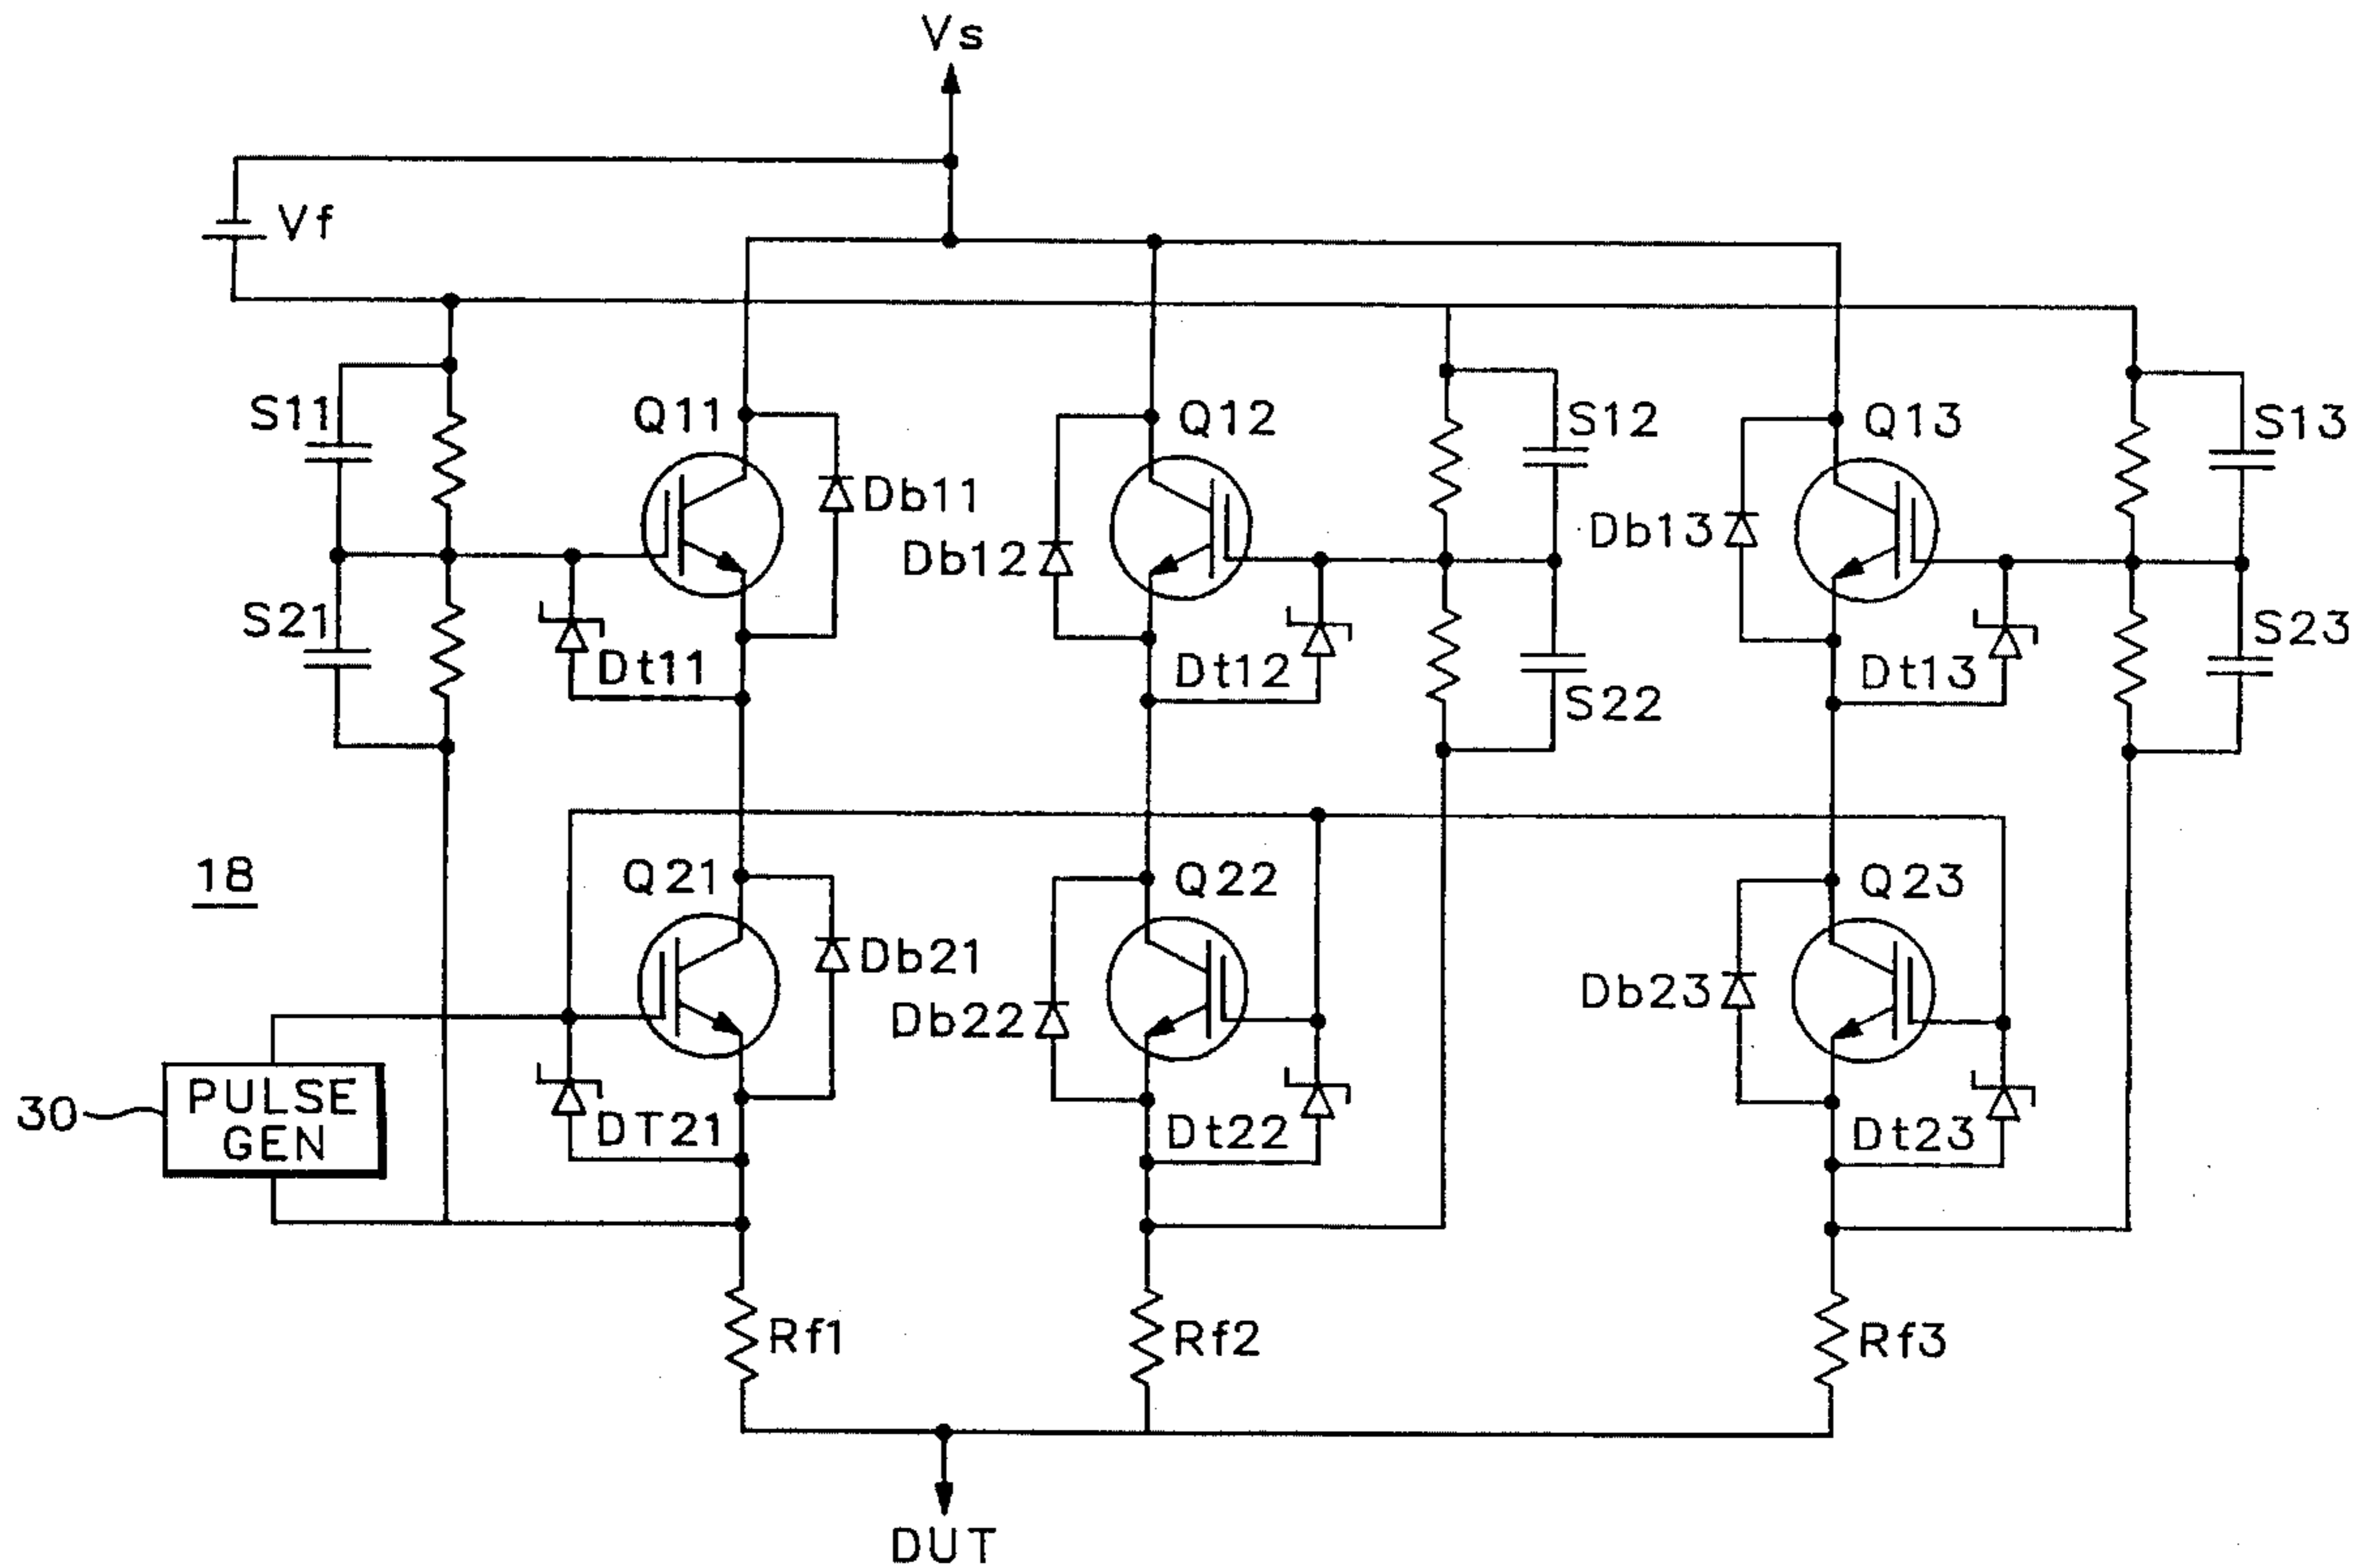 Vs
Vf
S11
Q11
Q12
S12
Q13
S13
Db11
Db12
Db13
S21
Dt11
Dt12
S22
Dt13
S23
18
Q21
Q22
Q23
Db21
Db22
Db23
30
PULSE
GEN
DT21
Dt22
Dt23
Rf1
Rf2
Rf3
DUT